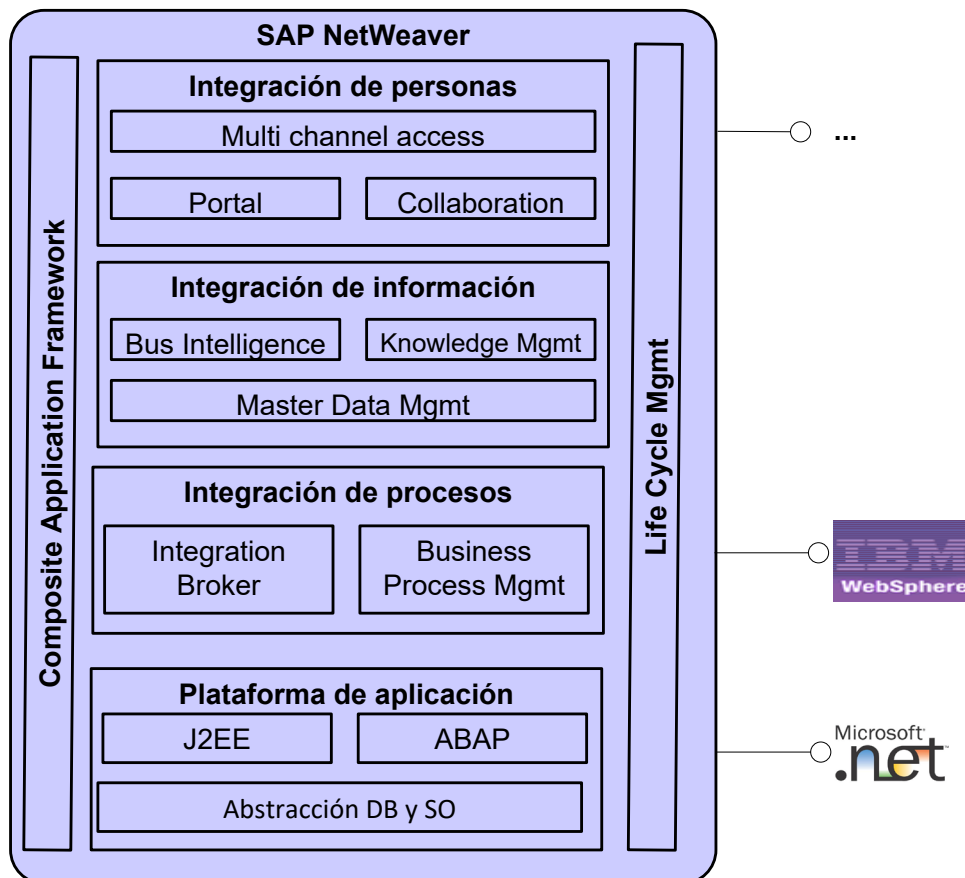 SAP NetWeaver
Composite Application Framework
Integración de personas
Multi channel access
Portal
Collaboration
Integración de información
Bus Intelligence
Knowledge Mgmt
Master Data Mgmt
Integración de procesos
Integration
Broker
Business
Process Mgmt
Plataforma de aplicación
J2EE
ABAP
Abstracción DB y SO
Life Cycle Mgmt
...
IBM
WebSphere
Microsoft
.net